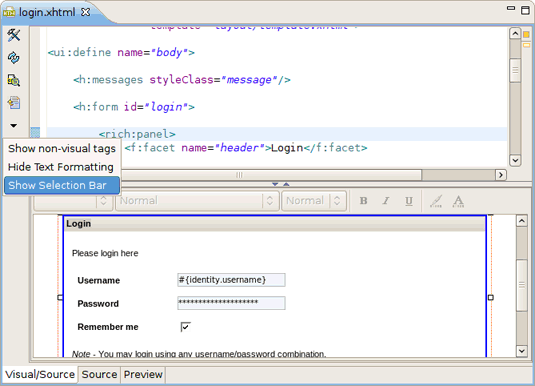 login.xhtml
template="layout/template.xhtml">
<ui:define name="body">
<h:messages styleClass="message"/>
<h:form id="login">
<rich:panel>
<f:facet name="header">Login</f:facet>
Show non-visual tags
Hide Text Formatting
Show Selection Bar
Normal
Normal
B I U A
Login
Please login here
Username #{identity.username}
Password ********************
Remember me
Note - You may login using any username/password combination.
Visual/Source Source Preview